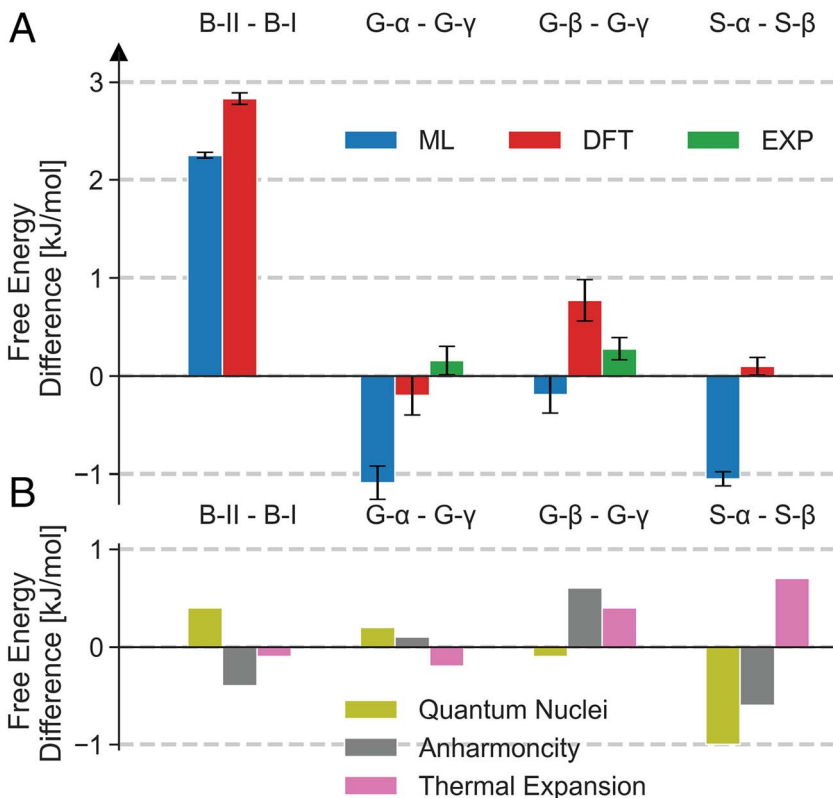 A
B-II - B-I G-α - G-γ G-β - G-γ S-α - S-β
Free Energy
Difference [kJ/mol]
3
2
1
0
−1
ML DFT EXP
B
B-II - B-I G-α - G-γ G-β - G-γ S-α - S-β
Free Energy
Difference [kJ/mol]
1
0
−1
Quantum Nuclei
Anharmoncity
Thermal Expansion